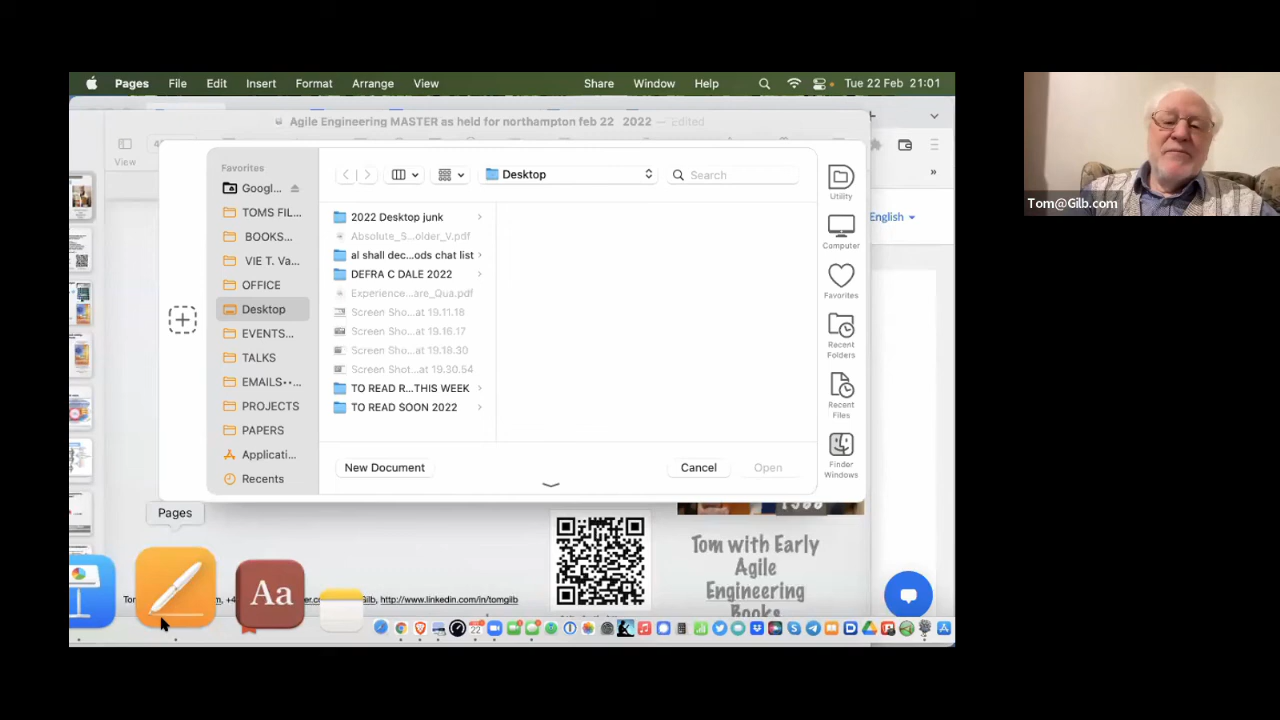 Pages File Edit Insert Format Arrange View Share Window Help Tue 22 Feb 21:01
Agile Engineering MASTER as held for northampton feb 22 2022 — Edited
View
Favorites
Googl...
TOMS FIL...
BOOKS...
VIE T. Va...
OFFICE
Desktop
EVENTS...
TALKS
EMAILS••...
PROJECTS
PAPERS
Applicati...
Recents
Desktop
Search
2022 Desktop junk
Absolute_S...older_V.pdf
al shall dec...ods chat list
DEFRA C DALE 2022
Experience...are_Qua.pdf
Screen Sho...at 19.11.18
Screen Sho...at 19.16.17
Screen Sho...at 19.18.30
Screen Shot...at 19.30.54
TO READ R...THIS WEEK
TO READ SOON 2022
New Document
Cancel
Open
Utility
Computer
Favorites
Recent
Folders
Recent
Files
Finder
Windows
English
Tom@Gilb.com
Pages
Aa
Tom with Early
Agile
Engineering
Books
http://www.linkedin.com/in/tomgilb